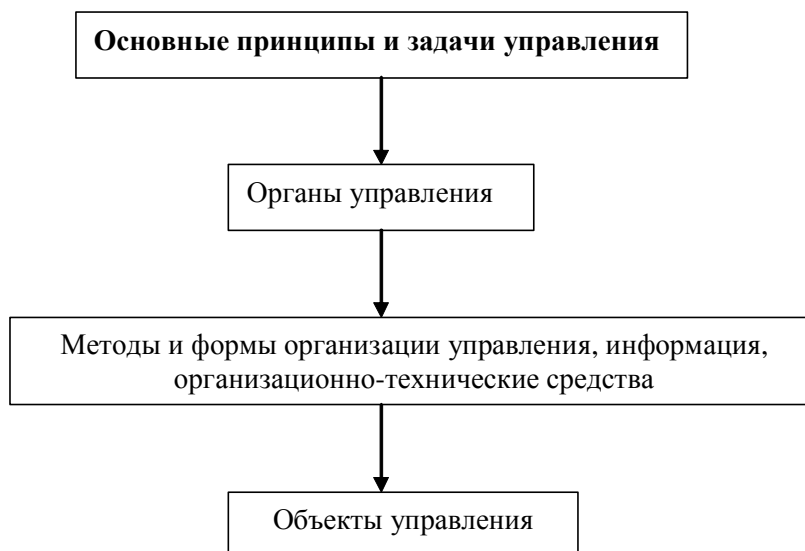 Основные принципы и задачи управления
Органы управления
Методы и формы организации управления, информация,
организационно-технические средства
Объекты управления